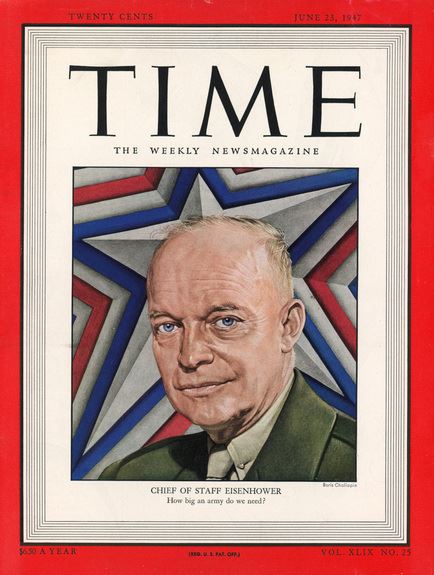 TWENTY CENTS JUNE 23, 1947
TIME
THE WEEKLY NEWSMAGAZINE
Boris Chaliapin
CHIEF OF STAFF EISENHOWER
How big an army do we need?
$6.50 A YEAR (REG. U. S. PAT. OFF.) VOL. XLIX NO. 25